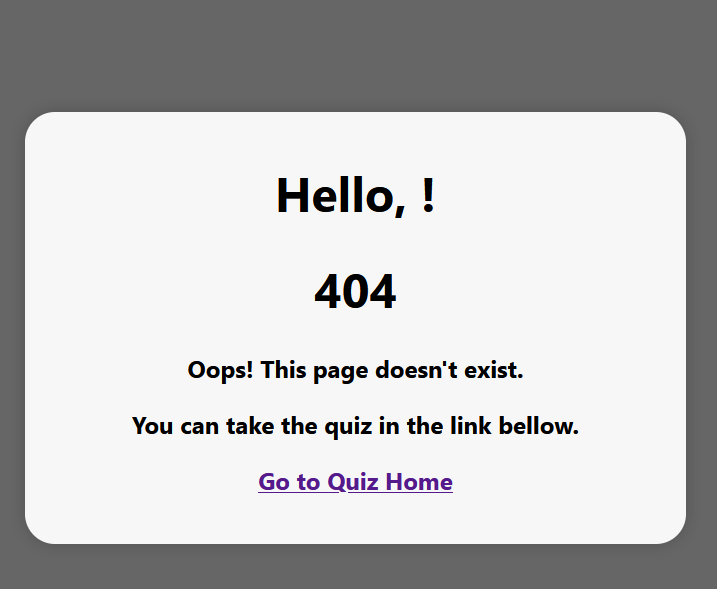 Hello, !
404
Oops! This page doesn't exist.
You can take the quiz in the link bellow.
Go to Quiz Home